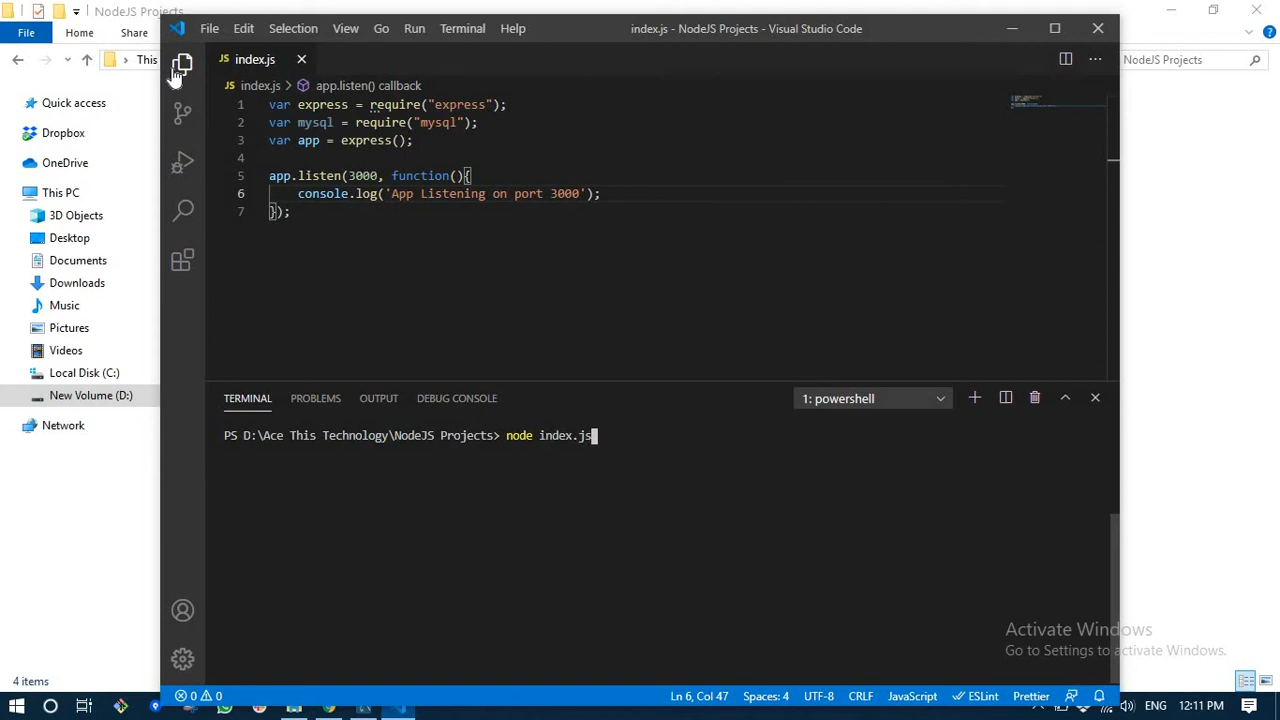 NodeJS Projects
File Home Share
This
NodeJS Projects
Quick access
Dropbox
OneDrive
This PC
3D Objects
Desktop
Documents
Downloads
Music
Pictures
Videos
Local Disk (C:)
New Volume (D:)
Network
4 items
File Edit Selection View Go Run Terminal Help
index.js - NodeJS Projects - Visual Studio Code
JS index.js
JS index.js > app.listen() callback
1 var express = require("express");
2 var mysql = require("mysql");
3 var app = express();
4
5 app.listen(3000, function(){
6 console.log('App Listening on port 3000');
7 });
TERMINAL PROBLEMS OUTPUT DEBUG CONSOLE
1: powershell
PS D:\Ace This Technology\NodeJS Projects> node index.js
Activate Windows
Go to Settings to activate Windows.
0 0
Ln 6, Col 47 Spaces: 4 UTF-8 CRLF JavaScript ESLint Prettier
ENG 12:11 PM